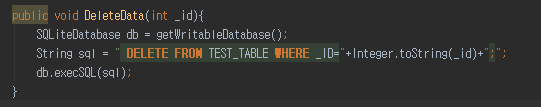 public void DeleteData(int _id){
SQLiteDatabase db = getWritableDatabase();
String sql = " DELETE FROM TEST_TABLE WHERE _ID="+Integer.toString(_id)+";";
db.execSQL(sql);
}